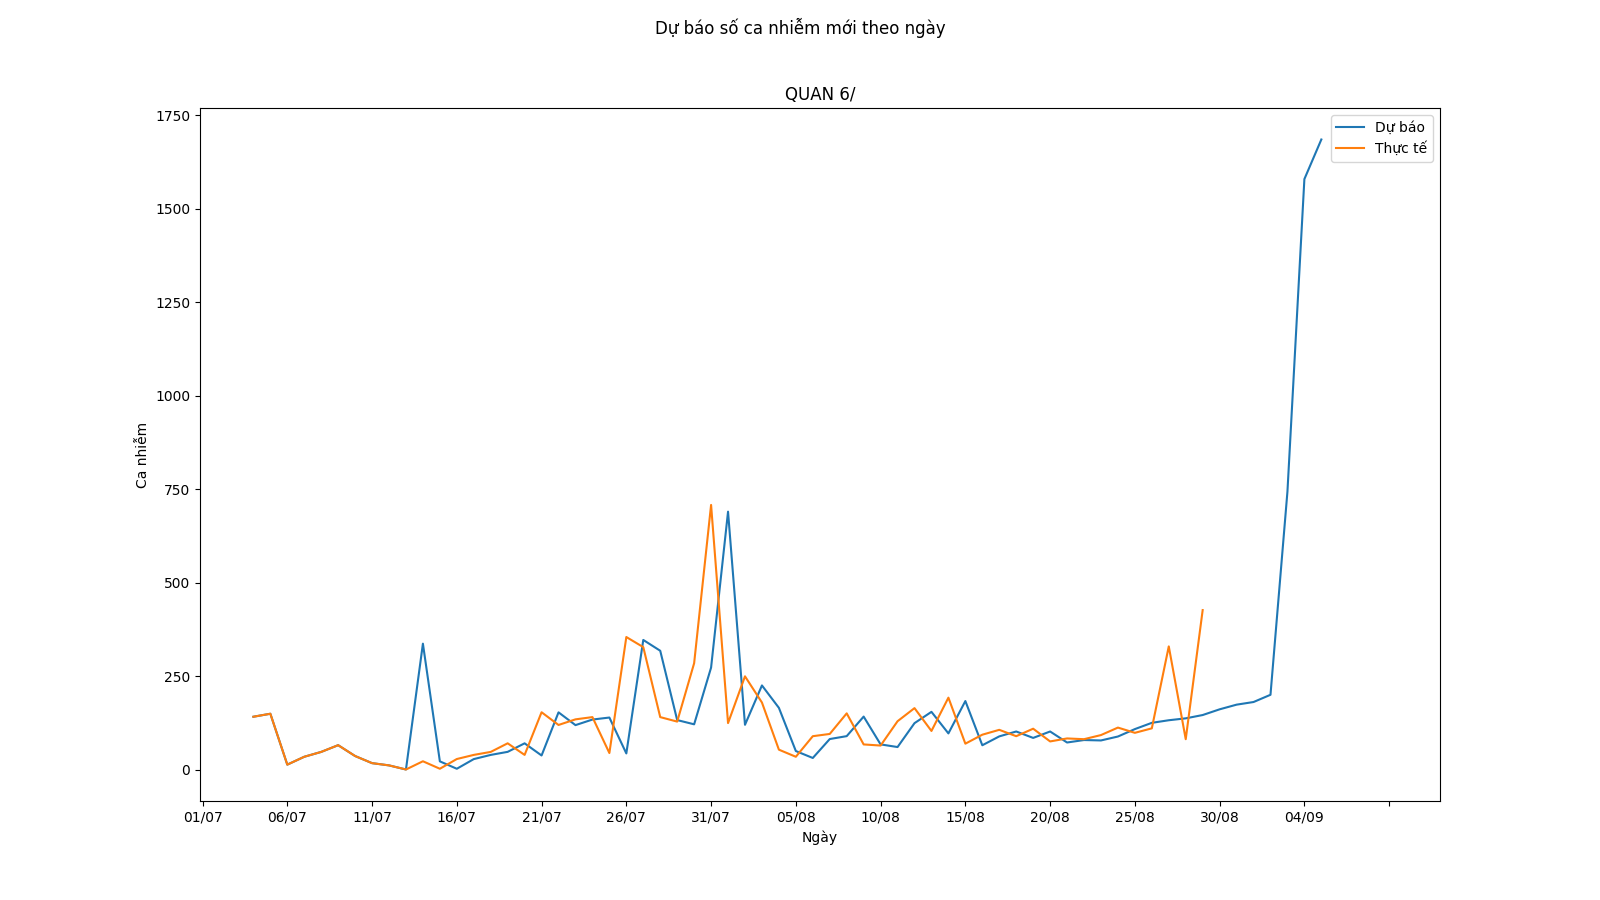 Dự báo số ca nhiễm mới theo ngày
QUAN 6/
1750
1500
1250
1000
750
500
250
0
Ca nhiễm
Dự báo
Thực tế
01/07 06/07 11/07 16/07 21/07 26/07 31/07 05/08 10/08 15/08 20/08 25/08 30/08 04/09
Ngày